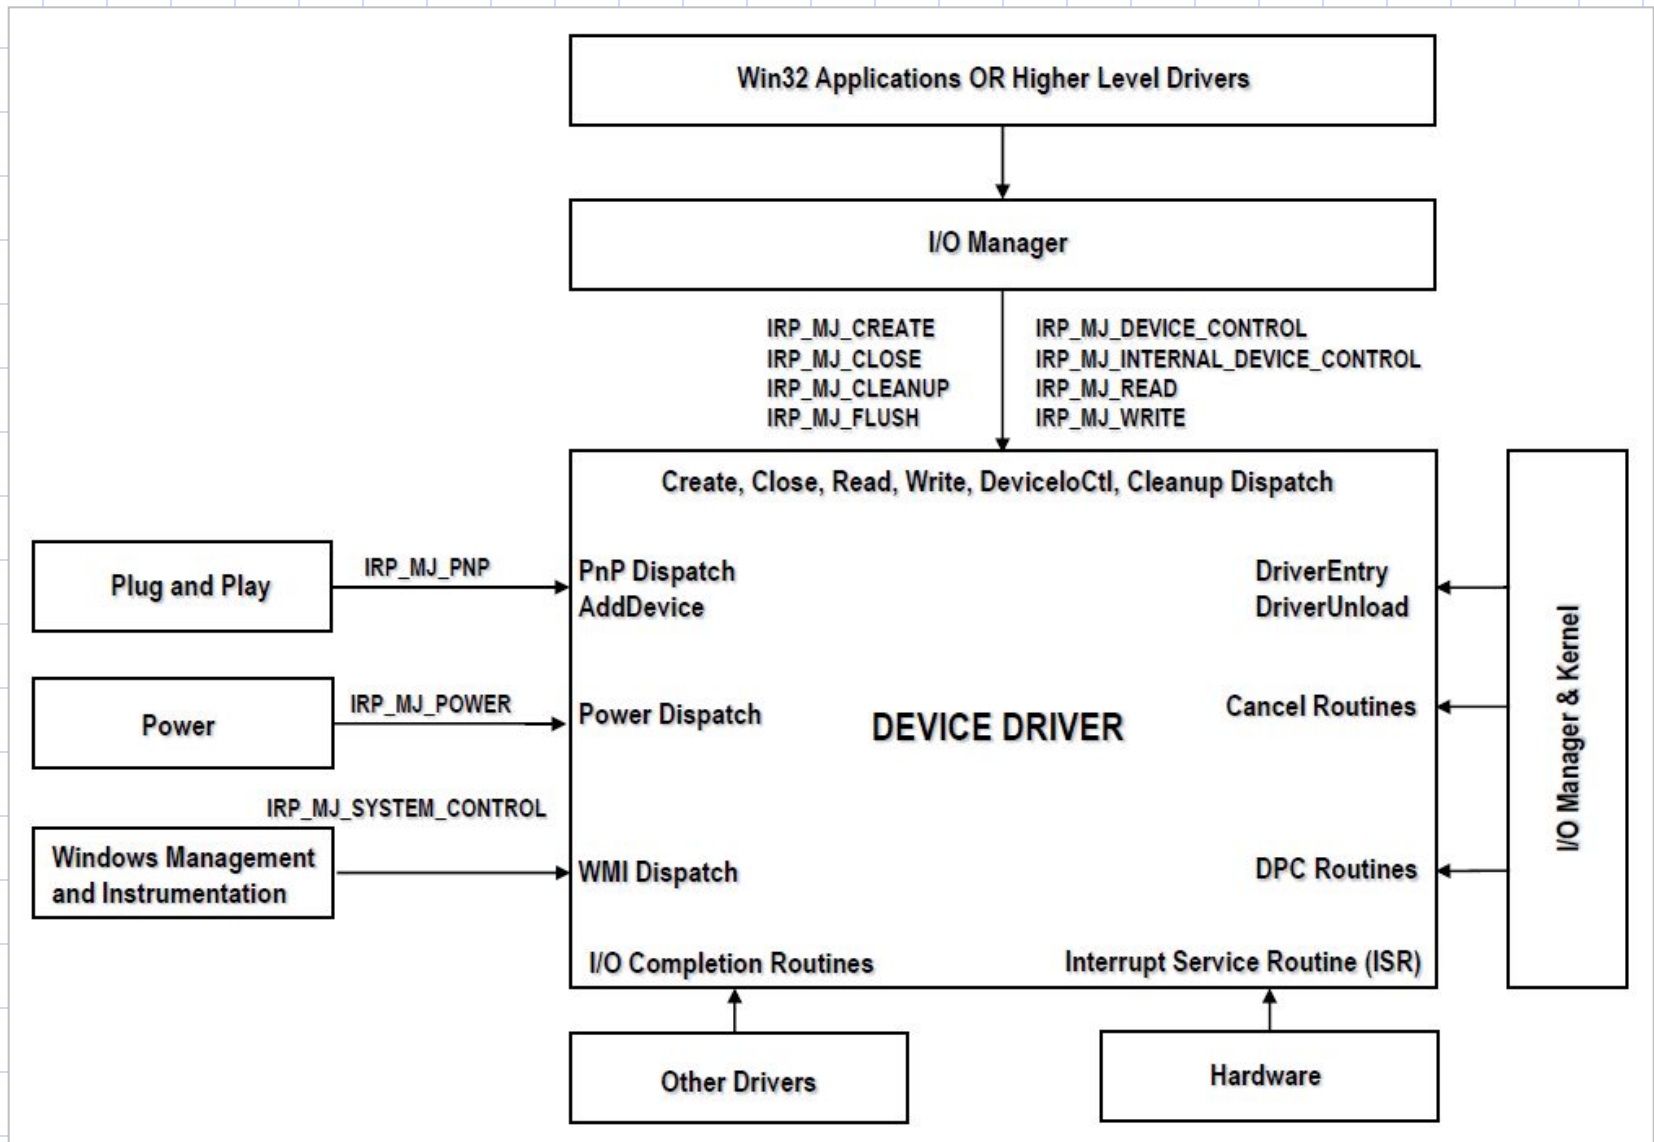 Win32 Applications OR Higher Level Drivers
I/O Manager
IRP_MJ_CREATE
IRP_MJ_CLOSE
IRP_MJ_CLEANUP
IRP_MJ_FLUSH
IRP_MJ_DEVICE_CONTROL
IRP_MJ_INTERNAL_DEVICE_CONTROL
IRP_MJ_READ
IRP_MJ_WRITE
Create, Close, Read, Write, DeviceIoCtl, Cleanup Dispatch
Plug and Play
IRP_MJ_PNP
PnP Dispatch
AddDevice
DriverEntry
DriverUnload
Power
IRP_MJ_POWER
Power Dispatch
DEVICE DRIVER
Cancel Routines
I/O Manager & Kernel
IRP_MJ_SYSTEM_CONTROL
Windows Management
and Instrumentation
WMI Dispatch
DPC Routines
I/O Completion Routines
Interrupt Service Routine (ISR)
Other Drivers
Hardware